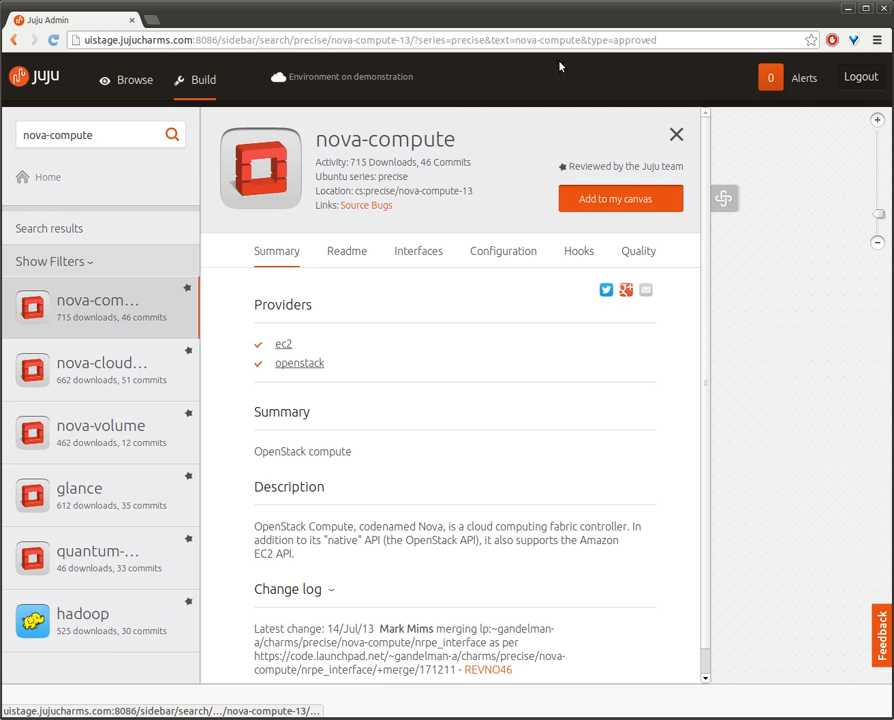 Juju Admin
uistage.jujucharms.com:8086/sidebar/search/precise/nova-compute-13/?series=precise&text=nova-compute&type=approved
juju
Browse
Build
Environment on demonstration
0
Alerts
Logout
nova-compute
Home
Search results
Show Filters
nova-com...
715 downloads, 46 commits
nova-cloud...
662 downloads, 51 commits
nova-volume
462 downloads, 12 commits
glance
612 downloads, 35 commits
quantum-...
46 downloads, 33 commits
hadoop
525 downloads, 30 commits
nova-compute
Activity: 715 Downloads, 46 Commits
Ubuntu series: precise
Location: cs:precise/nova-compute-13
Links: Source Bugs
Reviewed by the Juju team
Add to my canvas
Summary Readme Interfaces Configuration Hooks Quality
Providers
ec2
openstack
Summary
OpenStack compute
Description
OpenStack Compute, codenamed Nova, is a cloud computing fabric controller. In
addition to its "native" API (the OpenStack API), it also supports the Amazon
EC2 API.
Change log
Latest change: 14/Jul/13 Mark Mims merging lp:~gandelman-
a/charms/precise/nova-compute/nrpe_interface as per
https://code.launchpad.net/~gandelman-a/charms/precise/nova-
compute/nrpe_interface/+merge/171211 - REVNO46
Feedback
uistage.jujucharms.com:8086/sidebar/search/.../nova-compute-13/...